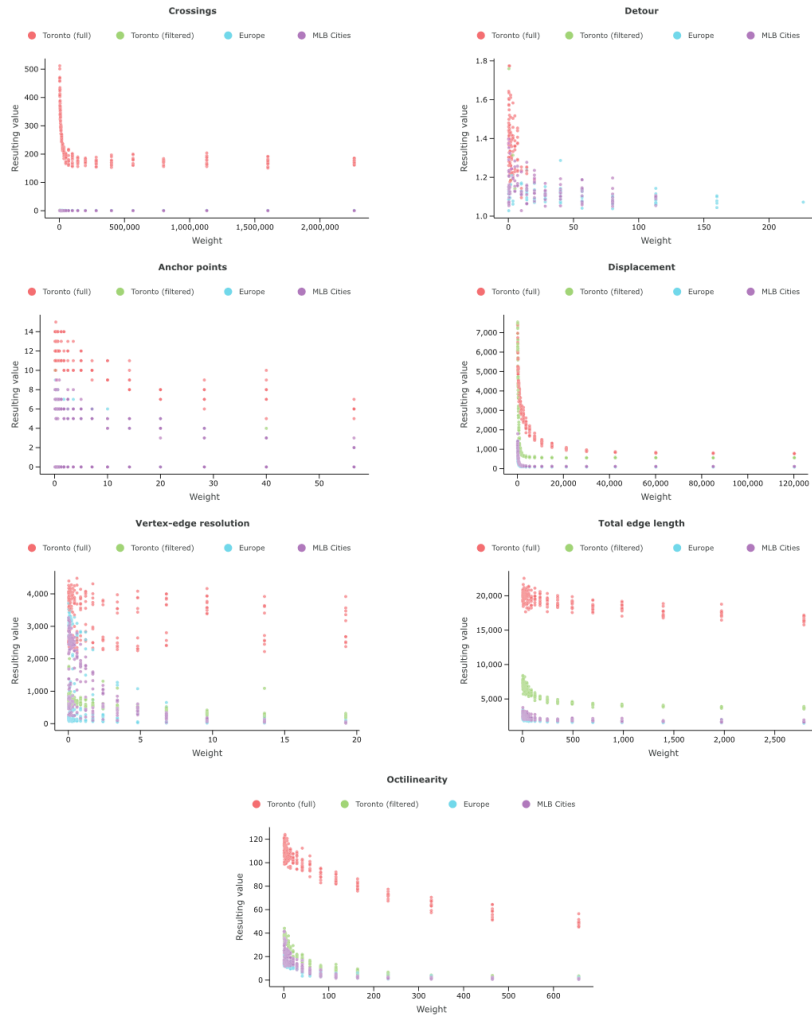 Crossings
Toronto (full) Toronto (filtered) Europe MLB Cities
500
400
300
200
100
0
Resulting value
0 500,000 1,000,000 1,500,000 2,000,000
Weight
Detour
Toronto (full) Toronto (filtered) Europe MLB Cities
1.8
1.6
1.4
1.2
1.0
Resulting value
0 50 100 150 200
Weight
Anchor points
Toronto (full) Toronto (filtered) Europe MLB Cities
14
12
10
8
6
4
2
0
Resulting value
0 10 20 30 40 50
Weight
Displacement
Toronto (full) Toronto (filtered) Europe MLB Cities
7,000
6,000
5,000
4,000
3,000
2,000
1,000
0
Resulting value
0 20,000 40,000 60,000 80,000 100,000 120,000
Weight
Vertex-edge resolution
Toronto (full) Toronto (filtered) Europe MLB Cities
4,000
3,000
2,000
1,000
0
Resulting value
0 5 10 15 20
Weight
Total edge length
Toronto (full) Toronto (filtered) Europe MLB Cities
20,000
15,000
10,000
5,000
Resulting value
0 500 1,000 1,500 2,000 2,500
Weight
Octilinearity
Toronto (full) Toronto (filtered) Europe MLB Cities
120
100
80
60
40
20
0
Resulting value
0 100 200 300 400 500 600
Weight